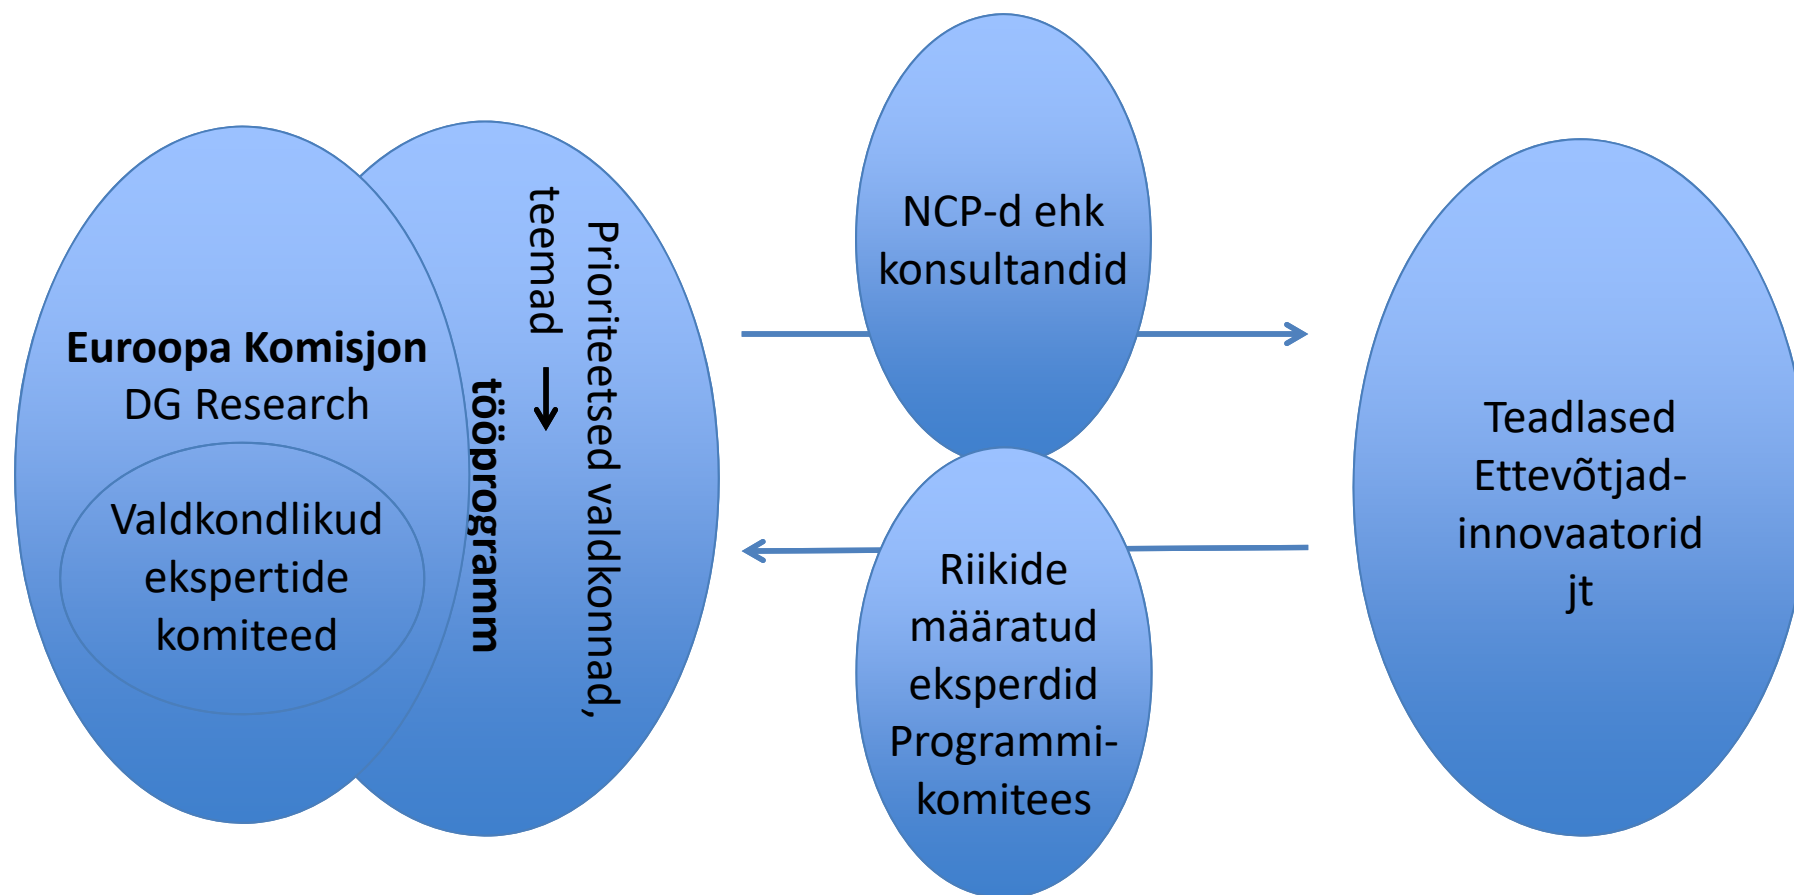 Euroopa Komisjon
DG Research
Valdkondlikud
ekspertide
komiteed
Prioriteetsed valdkonnad,
teemad
tööprogramm
NCP-d ehk
konsultandid
Riikide
määratud
eksperdid
Programmi-
komitees
Teadlased
Ettevõtjad-
innovaatorid
jt